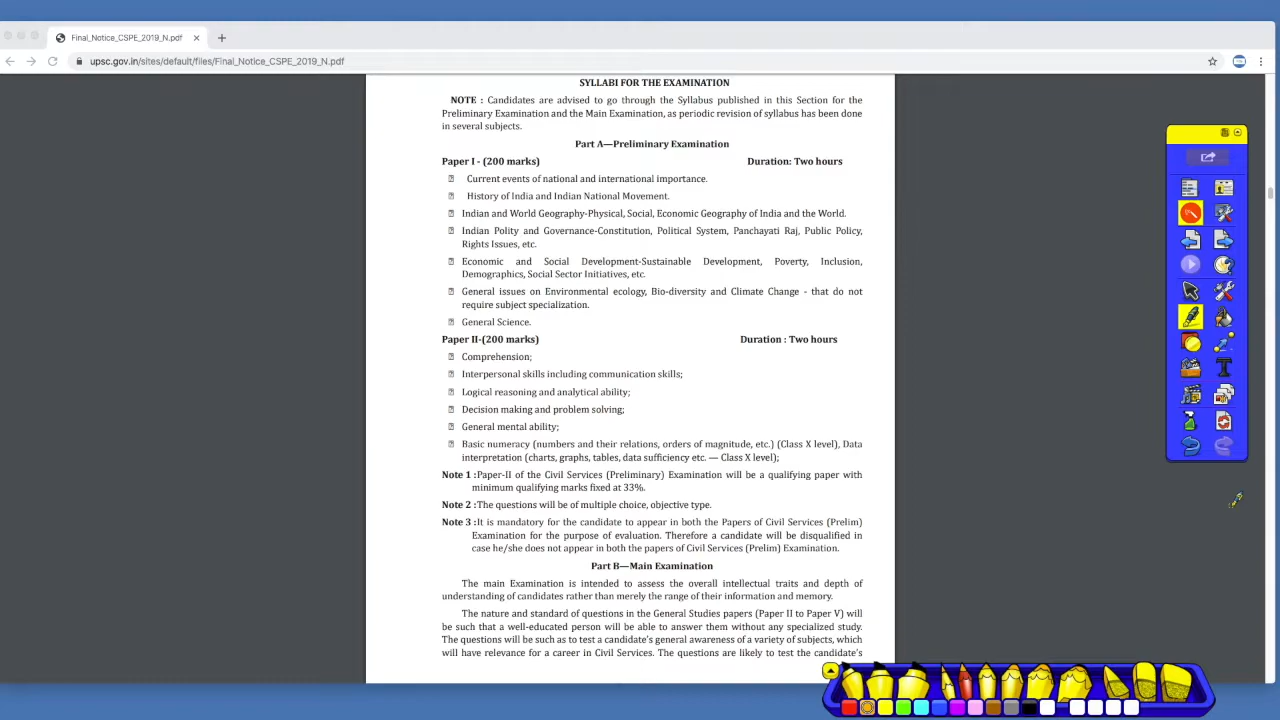 Final_Notice_CSPE_2019_N.pdf
upsc.gov.in/sites/default/files/Final_Notice_CSPE_2019_N.pdf
SYLLABI FOR THE EXAMINATION
NOTE : Candidates are advised to go through the Syllabus published in this Section for the
Preliminary Examination and the Main Examination, as periodic revision of syllabus has been done
in several subjects.
Part A—Preliminary Examination
Paper I - (200 marks) Duration: Two hours
Current events of national and international importance.
History of India and Indian National Movement.
Indian and World Geography-Physical, Social, Economic Geography of India and the World.
Indian Polity and Governance-Constitution, Political System, Panchayati Raj, Public Policy,
Rights Issues, etc.
Economic and Social Development-Sustainable Development, Poverty, Inclusion,
Demographics, Social Sector Initiatives, etc.
General issues on Environmental ecology, Bio-diversity and Climate Change - that do not
require subject specialization.
General Science.
Paper II-(200 marks) Duration : Two hours
Comprehension;
Interpersonal skills including communication skills;
Logical reasoning and analytical ability;
Decision making and problem solving;
General mental ability;
Basic numeracy (numbers and their relations, orders of magnitude, etc.) (Class X level), Data
interpretation (charts, graphs, tables, data sufficiency etc. — Class X level);
Note 1 :Paper-II of the Civil Services (Preliminary) Examination will be a qualifying paper with
minimum qualifying marks fixed at 33%.
Note 2 :The questions will be of multiple choice, objective type.
Note 3 :It is mandatory for the candidate to appear in both the Papers of Civil Services (Prelim)
Examination for the purpose of evaluation. Therefore a candidate will be disqualified in
case he/she does not appear in both the papers of Civil Services (Prelim) Examination.
Part B—Main Examination
The main Examination is intended to assess the overall intellectual traits and depth of
understanding of candidates rather than merely the range of their information and memory.
The nature and standard of questions in the General Studies papers (Paper II to Paper V) will
be such that a well-educated person will be able to answer them without any specialized study.
The questions will be such as to test a candidate's general awareness of a variety of subjects, which
will have relevance for a career in Civil Services. The questions are likely to test the candidate's